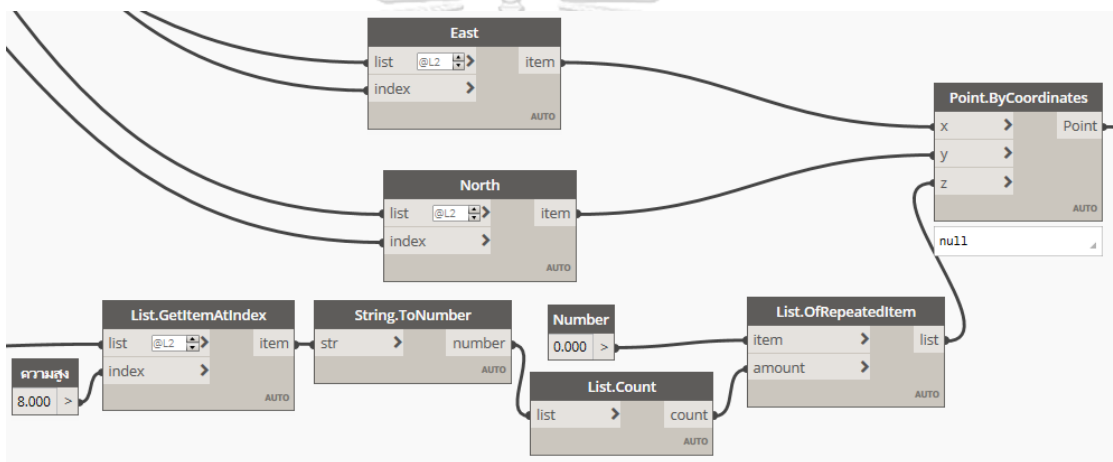 East
list @L2 > item
index >
AUTO
Point.ByCoordinates
x > Point
y >
z >
AUTO
null
North
list @L2 > item
index >
AUTO
List.GetItemAtIndex
list @L2 > item
index >
AUTO
ความสูง
8.000 >
String.ToNumber
str > number
AUTO
Number
0.000 >
List.Count
list > count
AUTO
List.OfRepeatedItem
item > list
amount >
AUTO